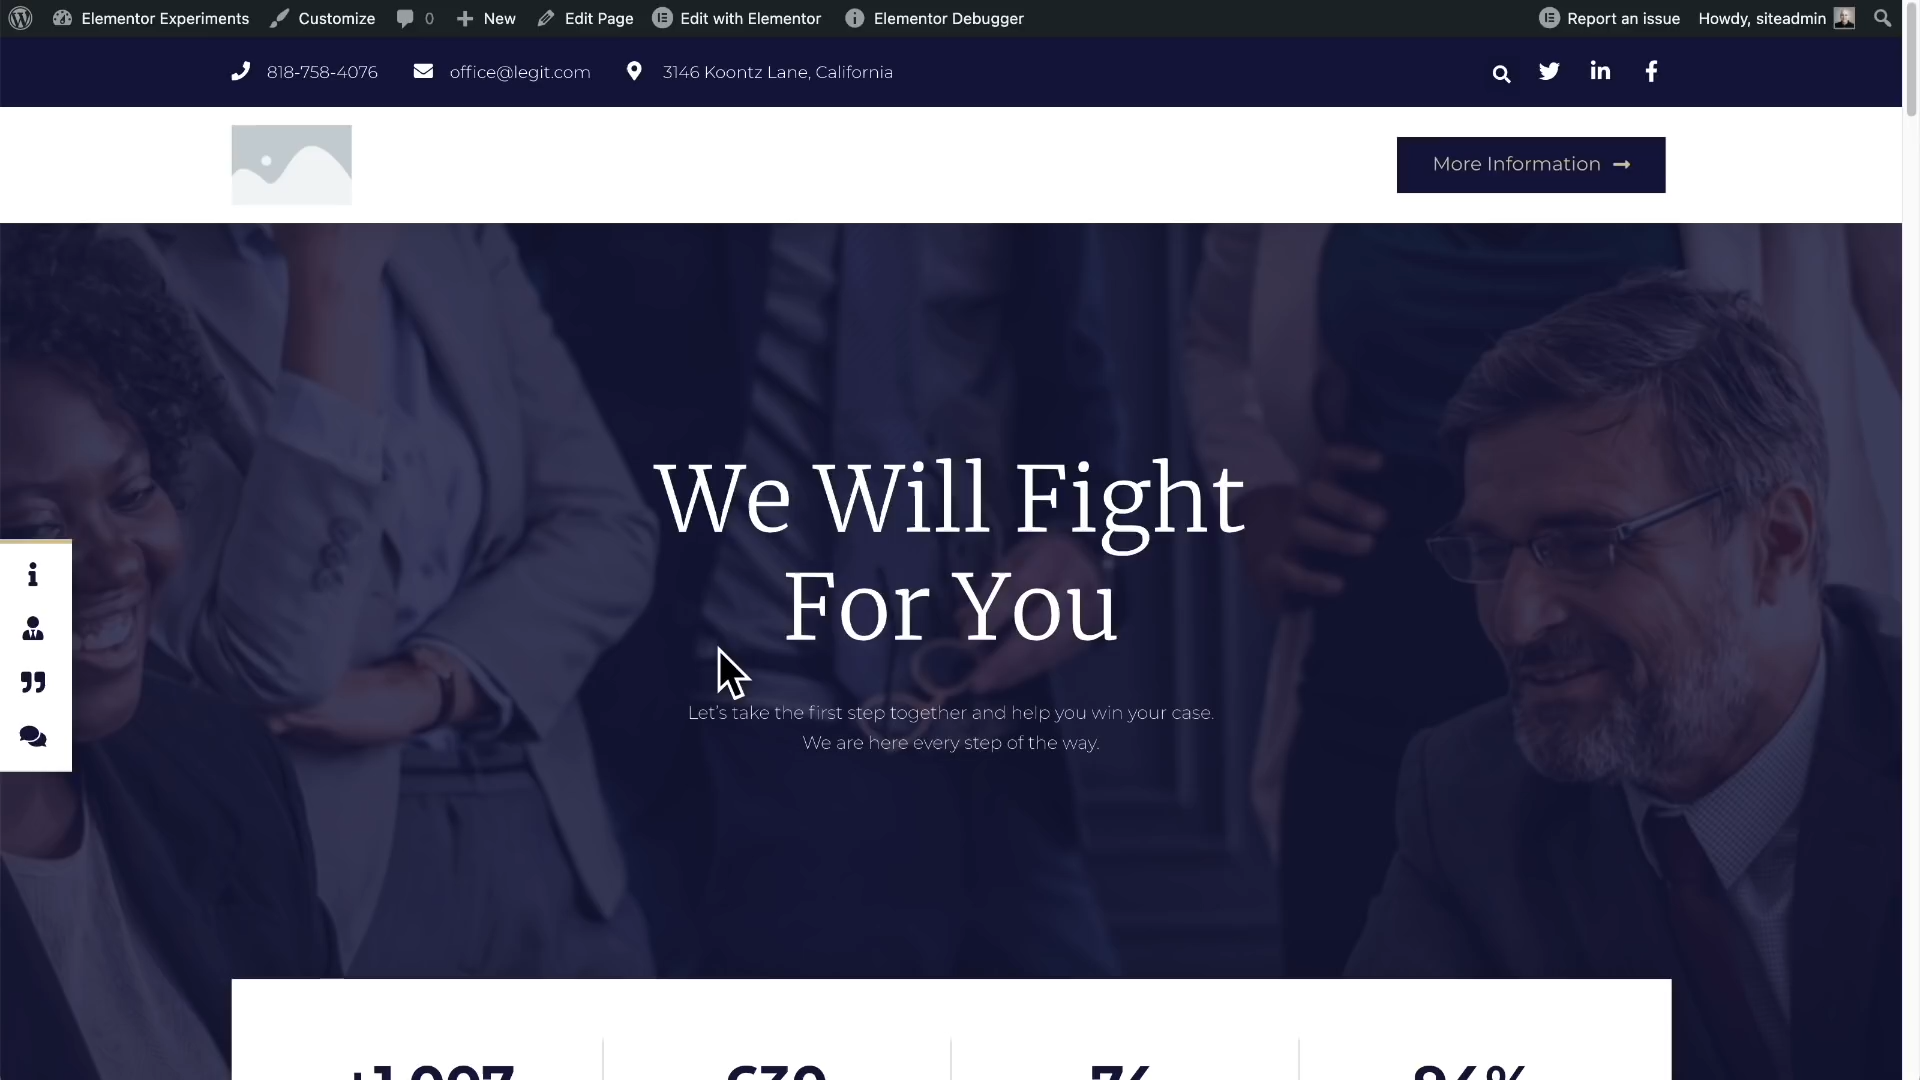 Elementor Experiments Customize 0 New Edit Page Edit with Elementor Elementor Debugger Report an issue Howdy, siteadmin
818-758-4076 office@legit.com 3146 Koontz Lane, California
More Information
We Will Fight
For You
Let's take the first step together and help you win your case.
We are here every step of the way.